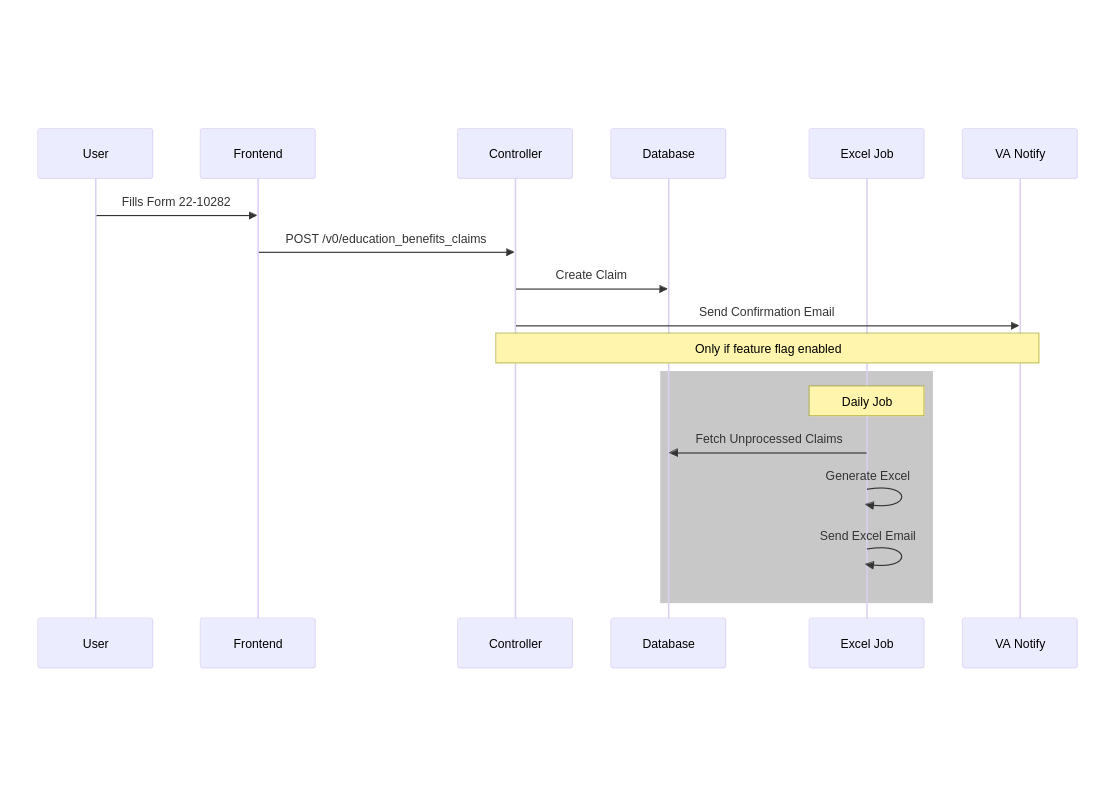 User
Frontend
Controller
Database
Excel Job
VA Notify
Fills Form 22-10282
POST /v0/education_benefits_claims
Create Claim
Send Confirmation Email
Only if feature flag enabled
Daily Job
Fetch Unprocessed Claims
Generate Excel
Send Excel Email
User
Frontend
Controller
Database
Excel Job
VA Notify